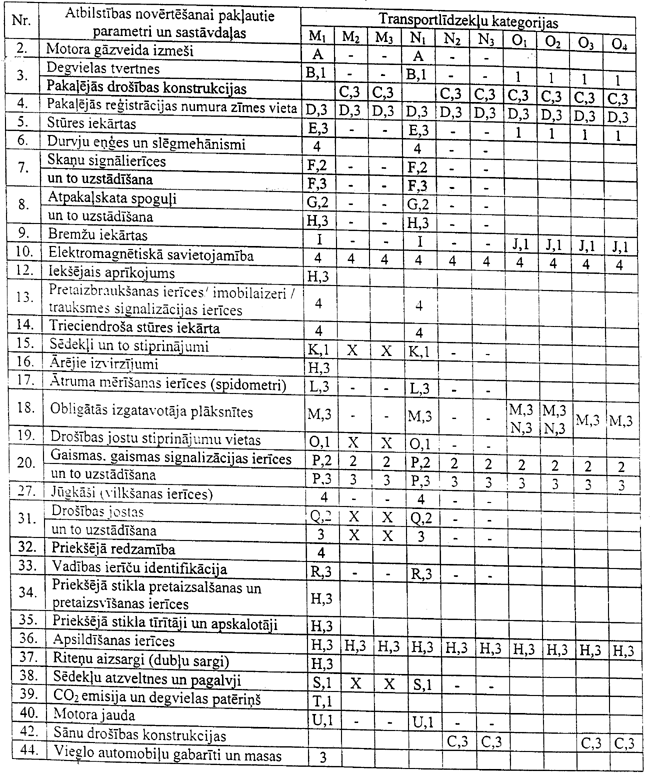 Nr. Atbilstības novērtēšanai pakļautie parametri un sastāvdaļas Transportlīdzekļu kategorijas
M₁ M₂ M₃ N₁ N₂ N₃ O₁ O₂ O₃ O₄
2. Motora gāzveida izmeši A - - A - -
3. Degvielas tvertnes B,1 - - B,1 - - 1 1 1 1
Pakaļējās drošības konstrukcijas C,3 C,3 C,3 C,3 C,3 C,3 C,3 C,3
4. Pakaļējās reģistrācijas numura zīmes vieta D,3 D,3 D,3 D,3 D,3 D,3 D,3 D,3 D,3 D,3
5. Stūres iekārtas E,3 - - E,3 - - 1 1 1 1
6. Durvju eņģes un slēgmehānismi 4 4 - -
7. Skaņu signālierīces F,2 - - F,2 - -
un to uzstādīšana F,3 - - F,3 - -
8. Atpakaļskata spoguļi G,2 - - G,2 - -
un to uzstādīšana H,3 - - H,3 - -
9. Bremžu iekārtas I - - I - - J,1 J,1 J,1 J,1
10. Elektromagnētiskā savietojamība 4 4 4 4 4 4 4 4 4 4
12. Iekšējais aprīkojums H,3
13. Pretaizbraukšanas ierīces/ imobilaizeri / trauksmes signalizācijas ierīces 4 4
14. Trieciendroša stūres iekārta 4 4
15. Sēdekļi un to stiprinājumi K,1 X X K,1 - -
16. Ārējie izvirzījumi H,3
17. Ātruma mērīšanas ierīces (spidometri) L,3 - - L,3 - -
18. Obligātās izgatavotāja plāksnītes M,3 - - M,3 - - M,3 N,3 M,3 N,3 M,3 M,3
19. Drošības jostu stiprinājumu vietas O,1 X X O,1 - -
20. Gaismas. gaismas signalizācijas ierīces P,2 2 2 P,2 2 2 2 2 2 2
un to uzstādīšana P,3 3 3 P,3 3 3 3 3 3 3
27. Jūgkāši (vilkšanas ierīces) 4 - - 4 - -
31. Drošības jostas Q,2 X X Q,2 - -
un to uzstādīšana 3 X X 3 - -
32. Priekšējā redzamība 4
33. Vadības ierīču identifikācija R,3 - - R,3 - -
34. Priekšējā stikla pretaizsalšanas un pretaizsvīšanas ierīces H,3
35. Priekšējā stikla tīrītāji un apskalotāji H,3
36. Apsildīšanas ierīces H,3 H,3 H,3 H,3 H,3 H,3 H,3 H,3 H,3 H,3
37. Riteņu aizsargi (dubļu sargi) H,3
38. Sēdekļu atzveltnes un pagalvji S,1 X X S,1 - -
39. CO₂ emisija un degvielas patēriņš T,1
40. Motora jauda U,1 - - U,1 - -
42. Sānu drošības konstrukcijas C,3 C,3 C,3 C,3
44. Vieglo automobiļu gabarīti un masas 3